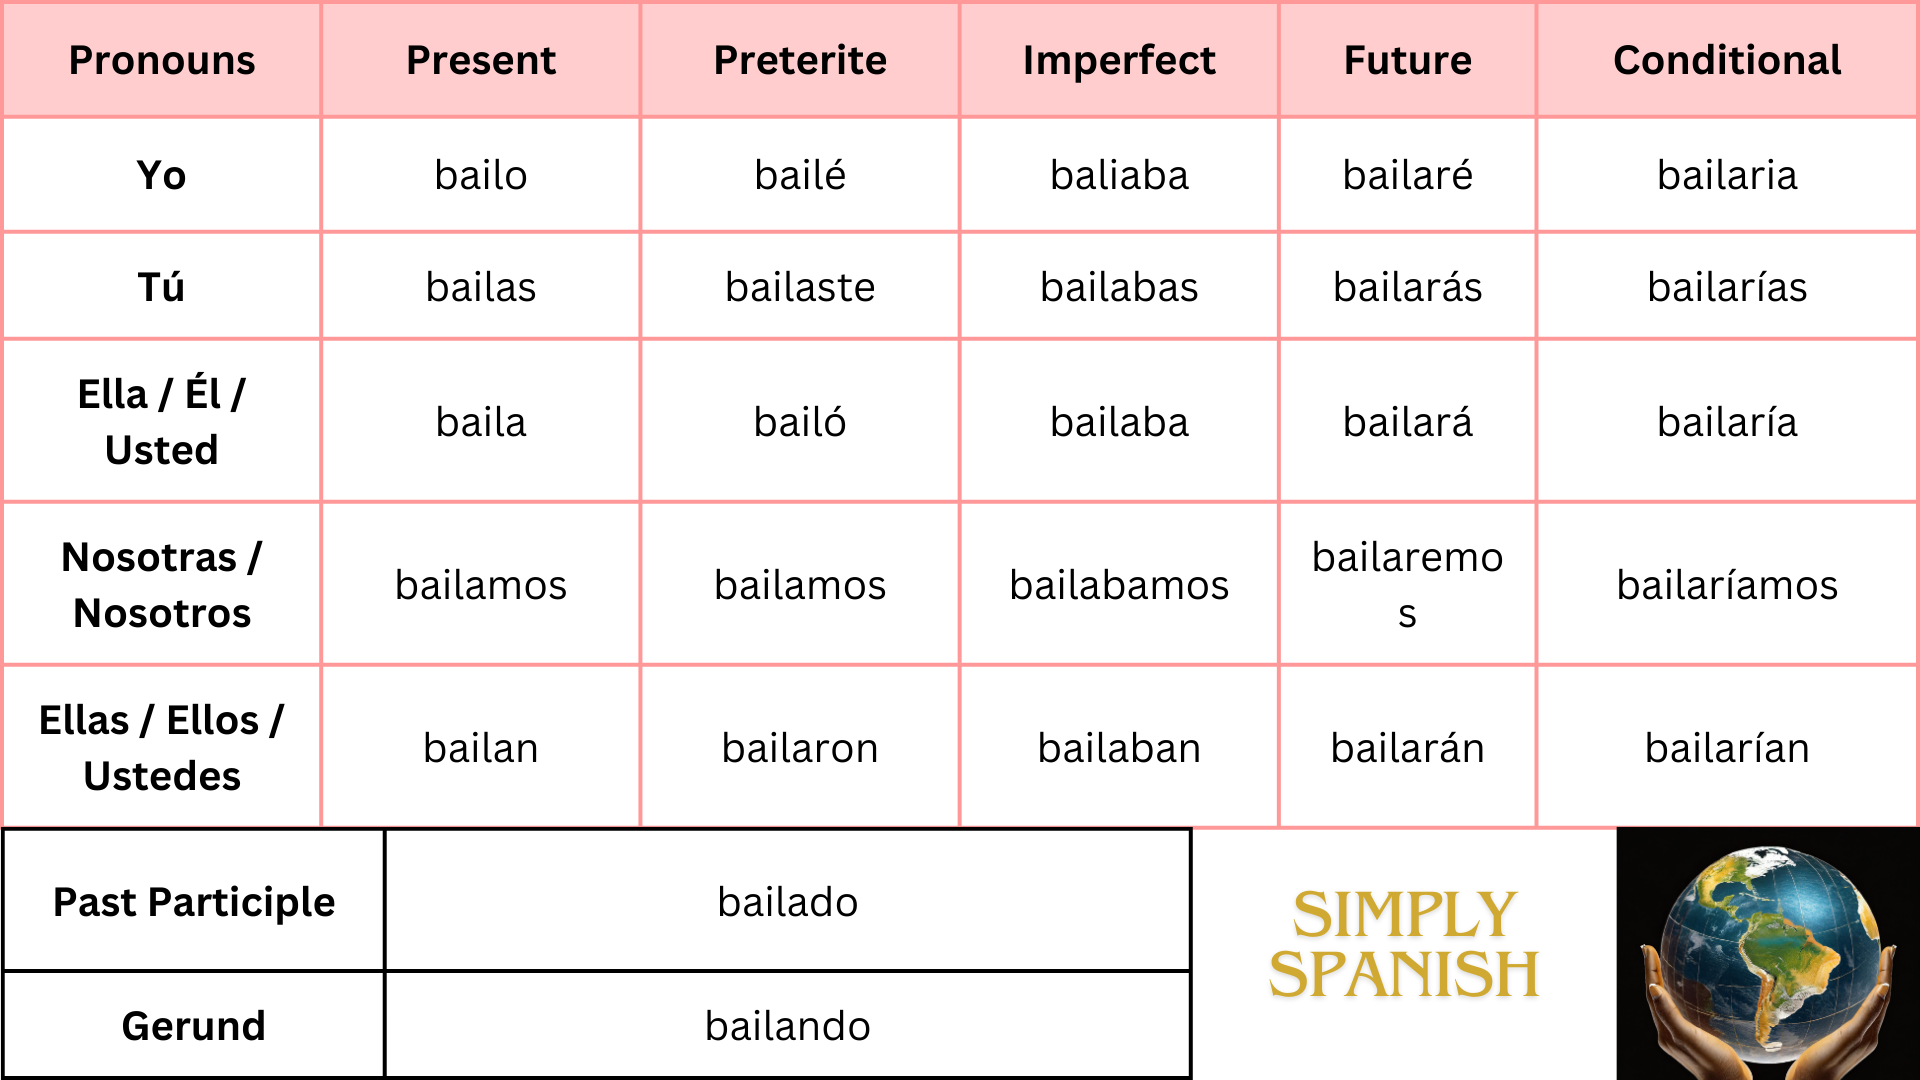 Pronouns Present Preterite Imperfect Future Conditional
Yo bailo bailé baliaba bailaré bailaria
Tú bailas bailaste bailabas bailarás bailarías
Ella / Él /
Usted baila bailó bailaba bailará bailaría
Nosotras /
Nosotros bailamos bailamos bailabamos bailaremo
s bailaríamos
Ellas / Ellos /
Ustedes bailan bailaron bailaban bailarán bailarían
Past Participle bailado
Gerund bailando
SIMPLY
SPANISH